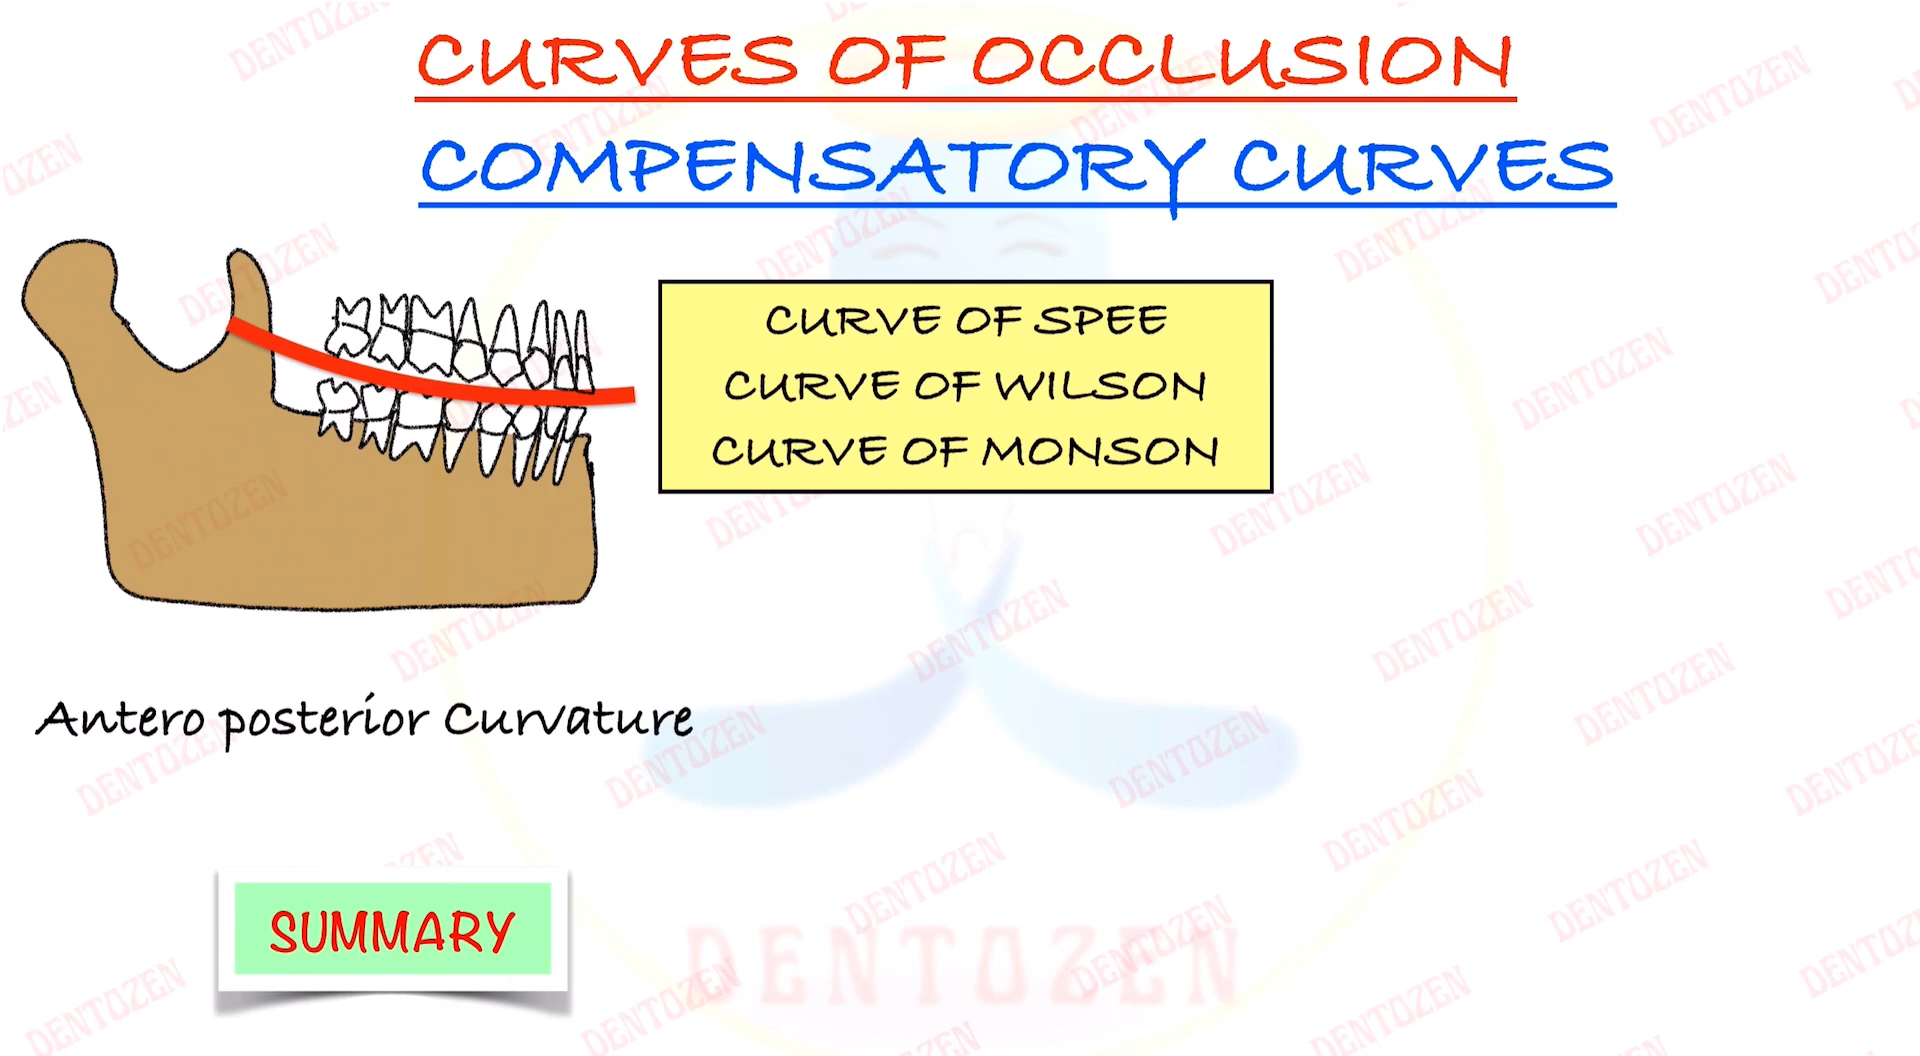 CURVES OF OCCLUSION
COMPENSATORY CURVES
CURVE OF SPEE
CURVE OF WILSON
CURVE OF MONSON
Antero posterior Curvature
SUMMARY
DENTOZEN